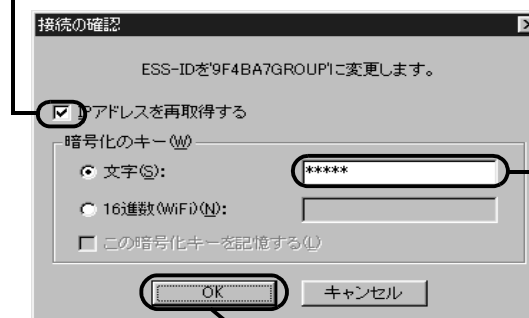 接続の確認
ESS-IDを'9F4BA7GROUP'に変更します。
IPアドレスを再取得する
暗号化のキー(W)
文字(S): *****
16進数(WiFi)(N):
この暗号化キーを記憶する(L)
OK キャンセル